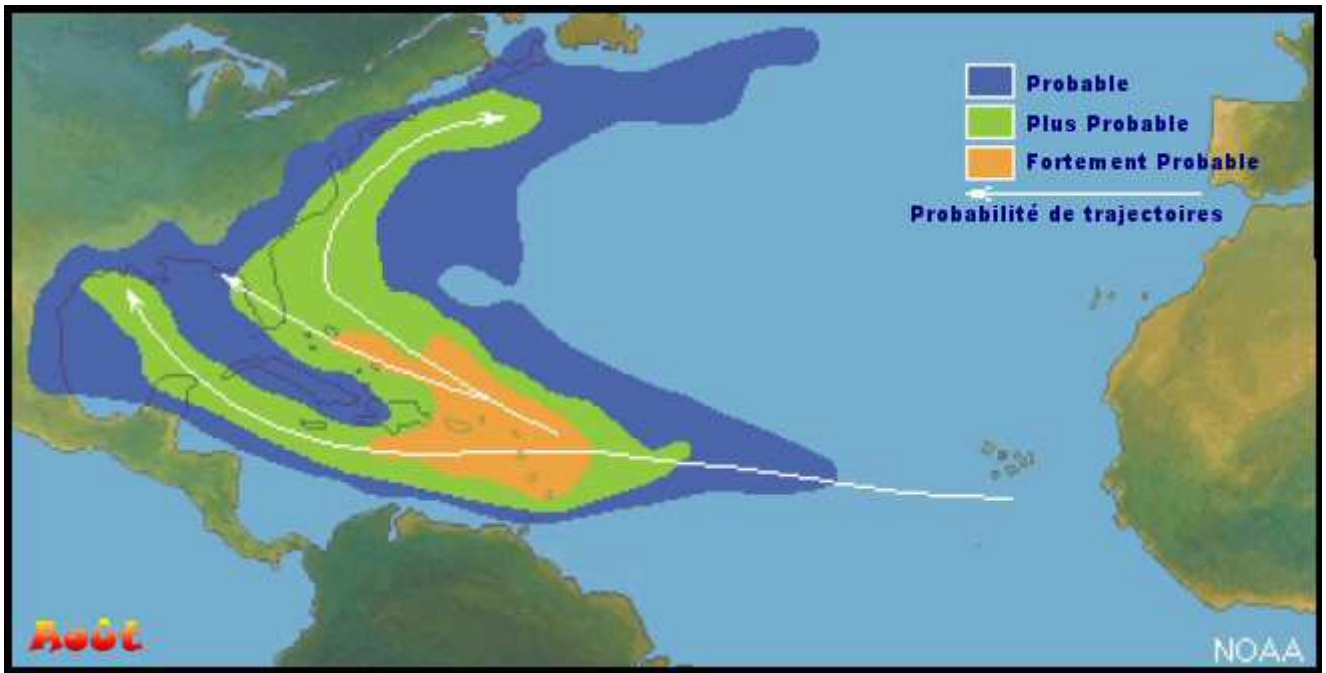 Probable
Plus Probable
Fortement Probable
Probabilité de trajectoires
Août
NOAA